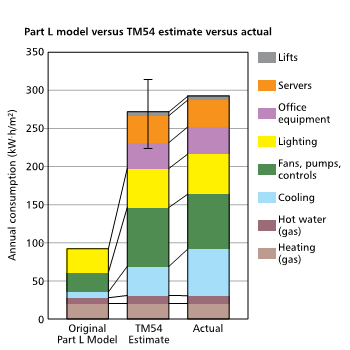 Part L model versus TM54 estimate versus actual
350
300
250
200
150
100
50
0
Annual consumption (kW·h/m²)
Original
Part L Model
TM54
Estimate
Actual
Lifts
Servers
Office
equipment
Lighting
Fans, pumps,
controls
Cooling
Hot water
(gas)
Heating
(gas)